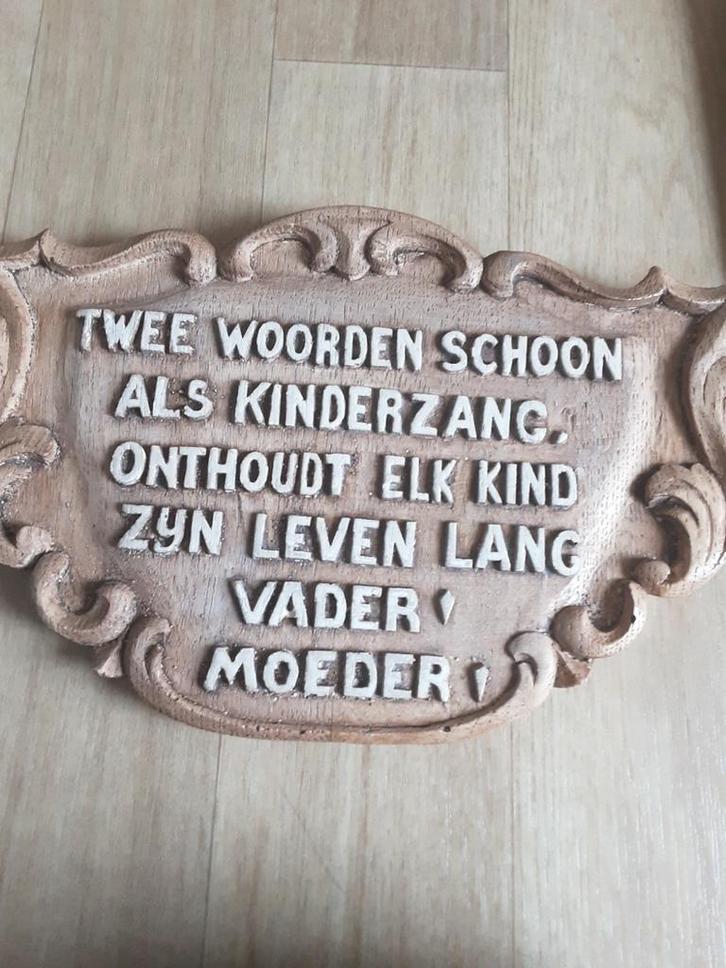 TWEE WOORDEN SCHOON
ALS KINDERZANG,
ONTHOUDT ELK KIND
ZYN LEVEN LANG
VADER!
MOEDER!